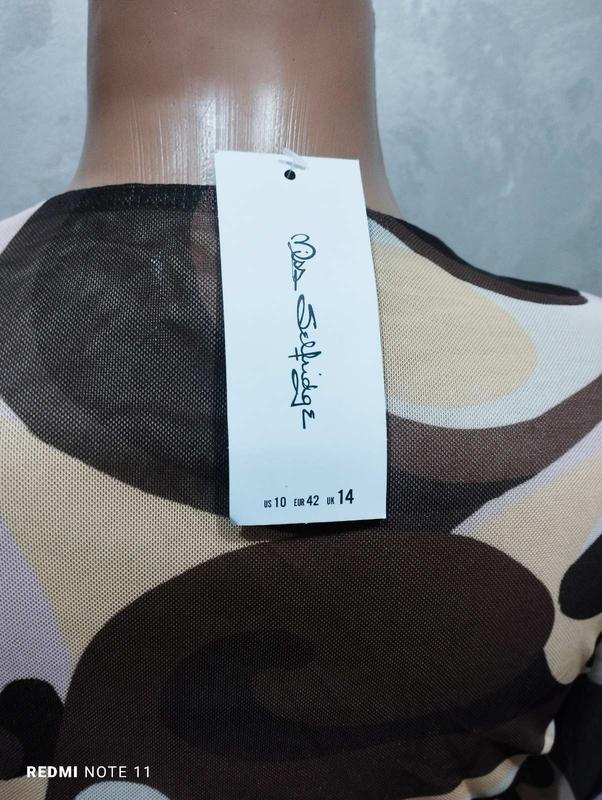 Miss Selfridge
US 10 EUR 42 UK 14
REDMI NOTE 11